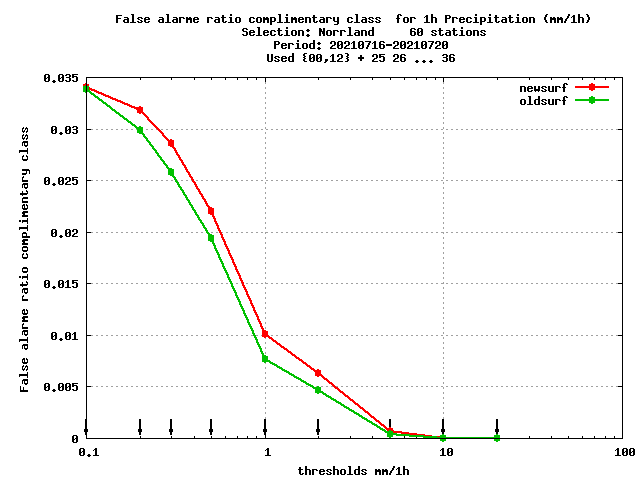 False alarme ratio complimentary class  for 1h Precipitation (mm/1h)
Selection: Norrland     60 stations
Period: 20210716-20210720
Used {00,12} + 25 26 ... 36
newsurf
oldsurf
False alarme ratio complimentary class
0.035
0.03
0.025
0.02
0.015
0.01
0.005
0
0.1 1 10 100
thresholds mm/1h